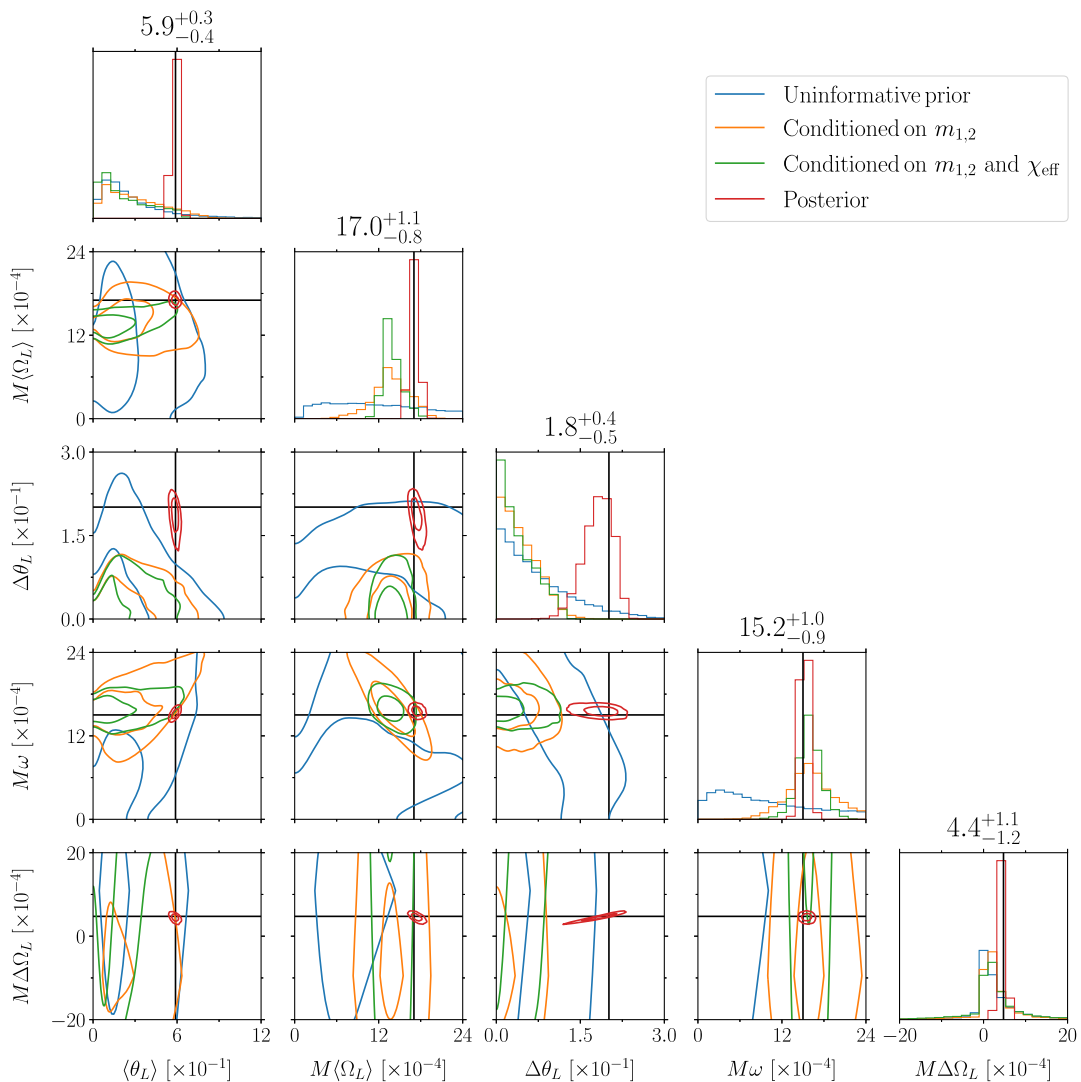 5.9^{+0.3}_{-0.4}
Uninformative prior
Conditioned on m_{1,2}
Conditioned on m_{1,2} and χ_{eff}
Posterior
17.0^{+1.1}_{-0.8}
24
12
0
M⟨Ω_L⟩ [×10^{-4}]
1.8^{+0.4}_{-0.5}
3.0
1.5
0.0
Δθ_L [×10^{-1}]
15.2^{+1.0}_{-0.9}
24
12
0
Mω [×10^{-4}]
4.4^{+1.1}_{-1.2}
20
0
−20
MΔΩ_L [×10^{-4}]
0 6 12
0 12 24
0.0 1.5 3.0
0 12 24
−20 0 20
⟨θ_L⟩ [×10^{-1}]
M⟨Ω_L⟩ [×10^{-4}]
Δθ_L [×10^{-1}]
Mω [×10^{-4}]
MΔΩ_L [×10^{-4}]